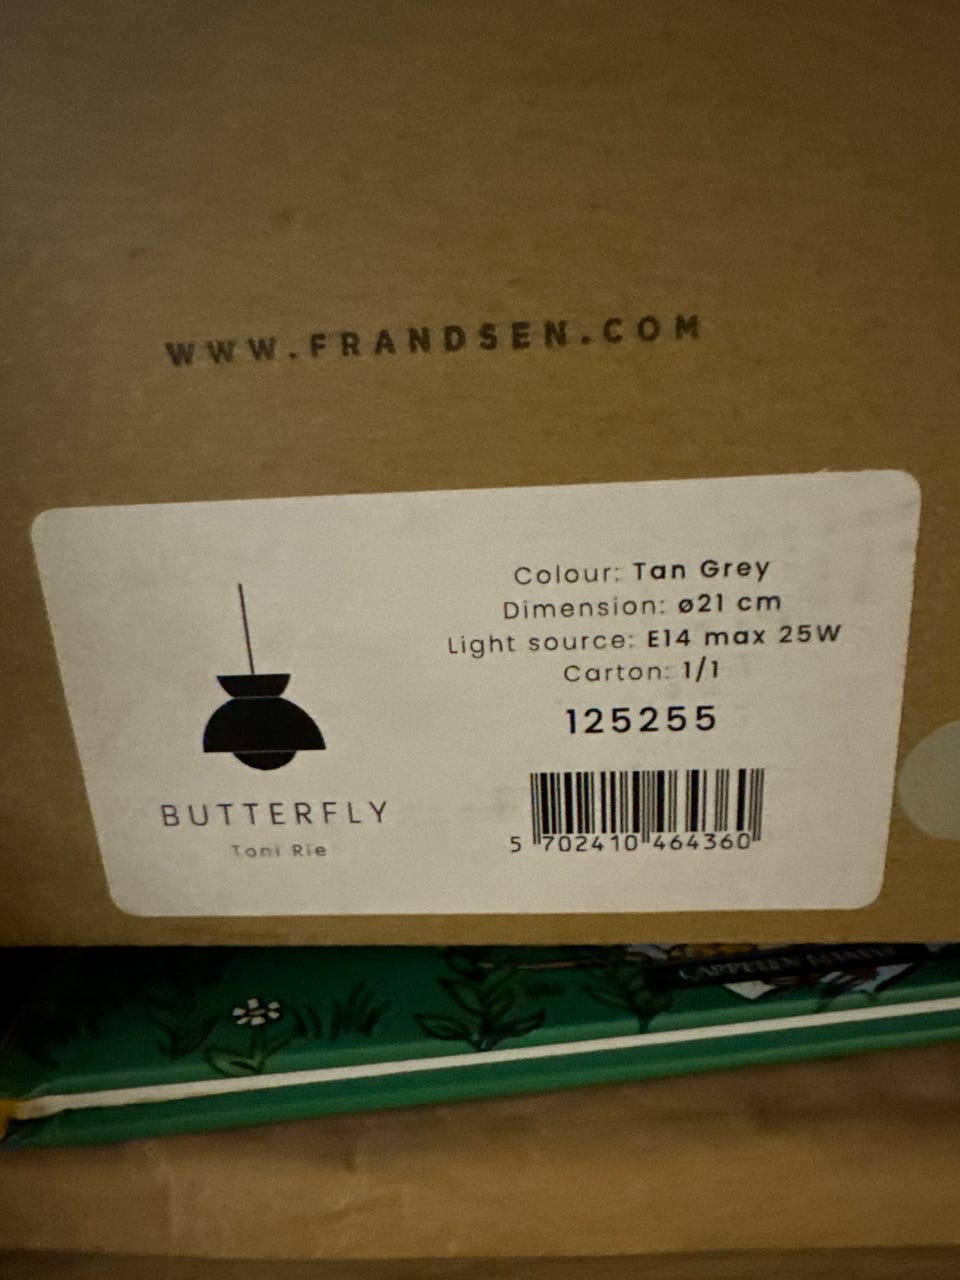 WWW.FRANDSEN.COM
Colour: Tan Grey
Dimension: ø21 cm
Light source: E14 max 25W
Carton: 1/1
125255
5 702410 464360
BUTTERFLY
Toni Rie
CAPPELEN